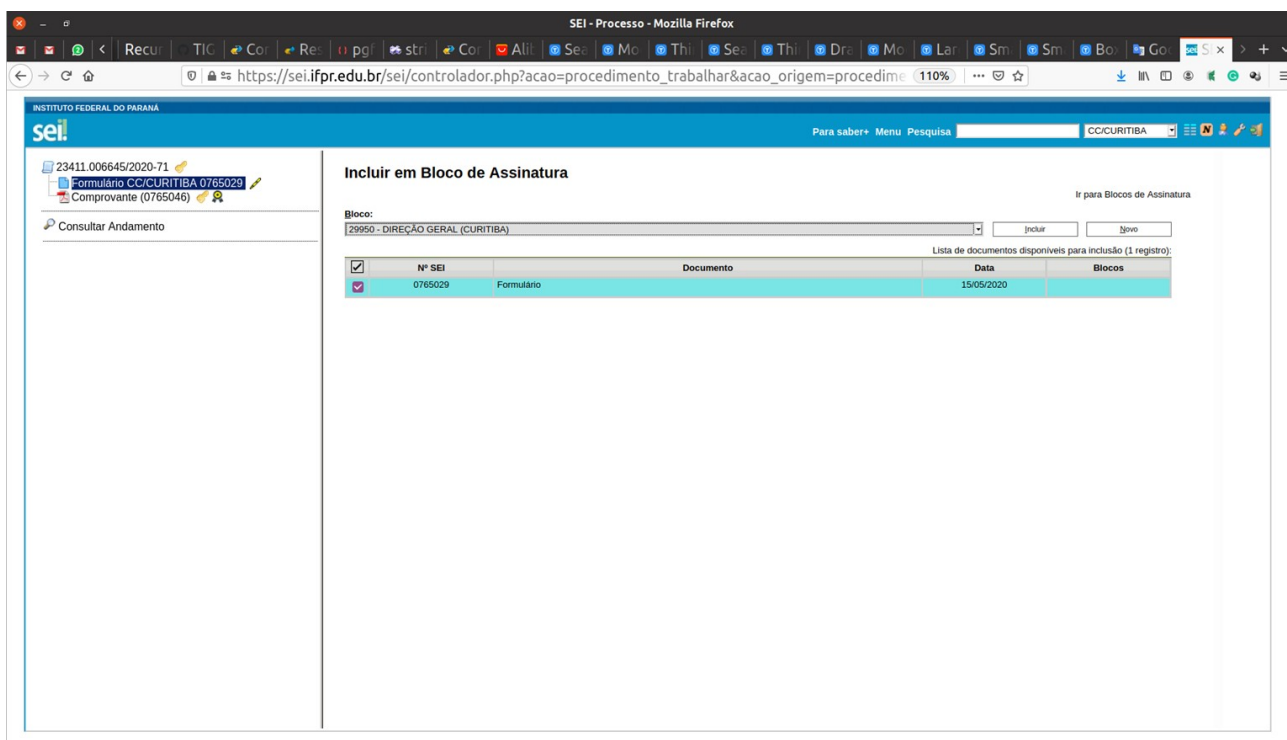 SEI - Processo - Mozilla Firefox
Recur TIG Cor Res pgf stri Cor Alib Sea Mo Thi Sea Thi Dra Mo Lar Sm Sm Box Goo
https://sei.ifpr.edu.br/sei/controlador.php?acao=procedimento_trabalhar&acao_origem=procedime 110%
INSTITUTO FEDERAL DO PARANÁ
sei! Para saber+ Menu Pesquisa CC/CURITIBA
23411.006645/2020-71
Formulário CC/CURITIBA 0765029
Comprovante (0765046)
Consultar Andamento
Incluir em Bloco de Assinatura
Ir para Blocos de Assinatura
Bloco:
29950 - DIREÇÃO GERAL (CURITIBA) Incluir Novo
Lista de documentos disponíveis para inclusão (1 registro):
Nº SEI Documento Data Blocos
0765029 Formulário 15/05/2020